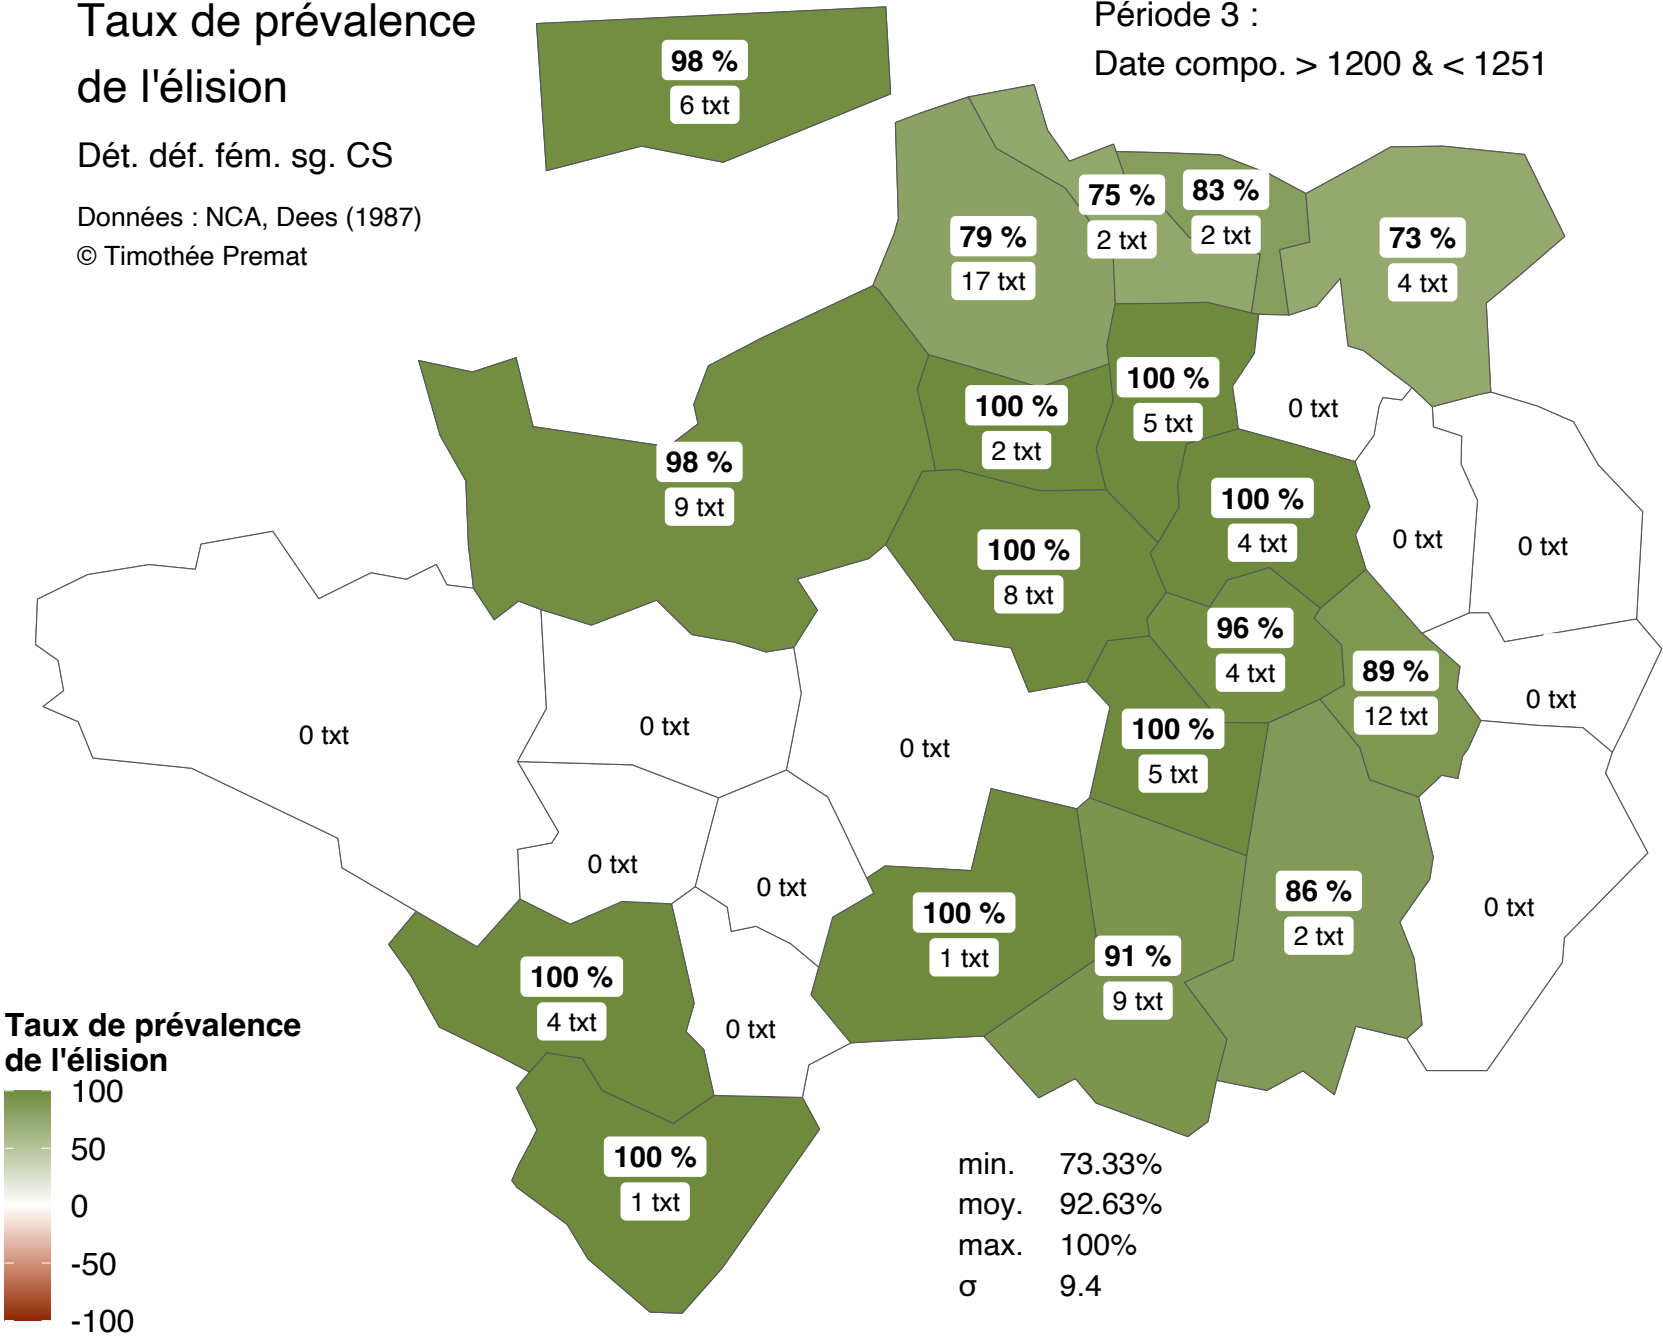 Taux de prévalence
de l'élision
Dét. déf. fém. sg. CS
Données : NCA, Dees (1987)
© Timothée Premat
Période 3 :
Date compo. > 1200 & < 1251
98 %
6 txt
75 %
2 txt
83 %
2 txt
79 %
17 txt
73 %
4 txt
100 %
5 txt
100 %
2 txt
0 txt
98 %
9 txt
100 %
4 txt
0 txt
0 txt
100 %
8 txt
96 %
4 txt
89 %
12 txt
0 txt
0 txt
0 txt
0 txt
100 %
5 txt
0 txt
0 txt
100 %
1 txt
86 %
2 txt
0 txt
91 %
9 txt
100 %
4 txt
0 txt
100 %
1 txt
Taux de prévalence
de l'élision
100
50
0
-50
-100
min. 73.33%
moy. 92.63%
max. 100%
σ 9.4